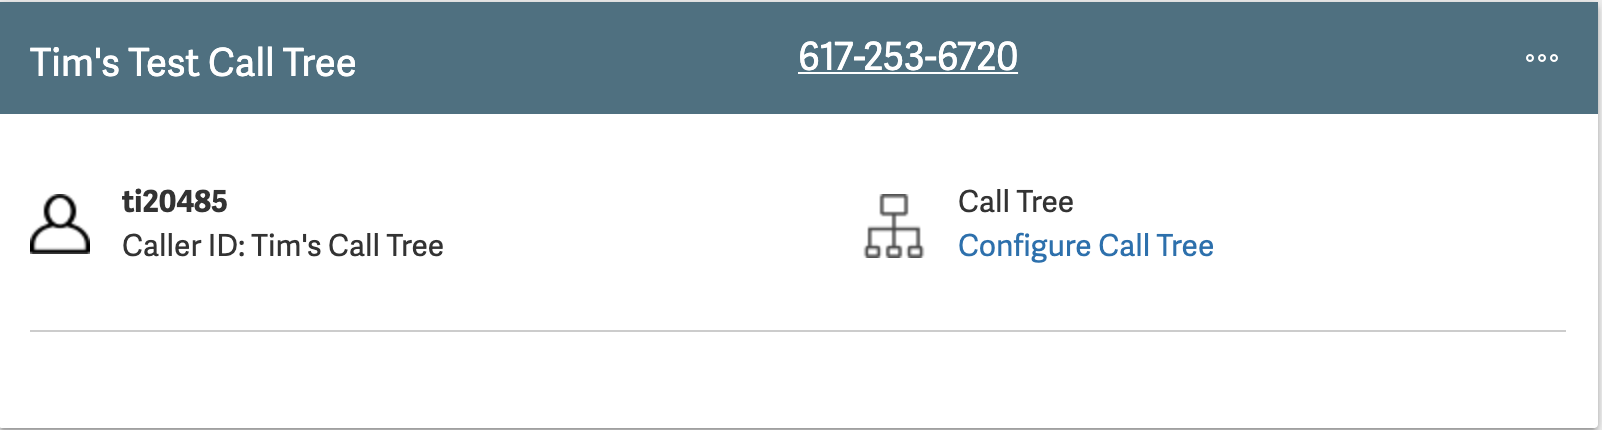 Tim's Test Call Tree
617-253-6720
ti20485
Caller ID: Tim's Call Tree
Call Tree
Configure Call Tree